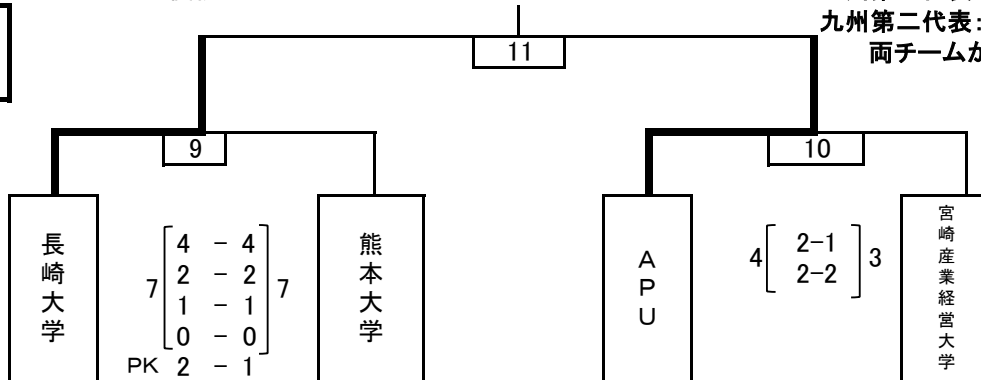 九州第二代表:
両チームが
11
9
10
長崎大学
7 4 - 4 7
2 - 2
1 - 1
0 - 0
PK 2 - 1
熊本大学
APU
4 2-1 3
2-2
宮崎産業経営大学